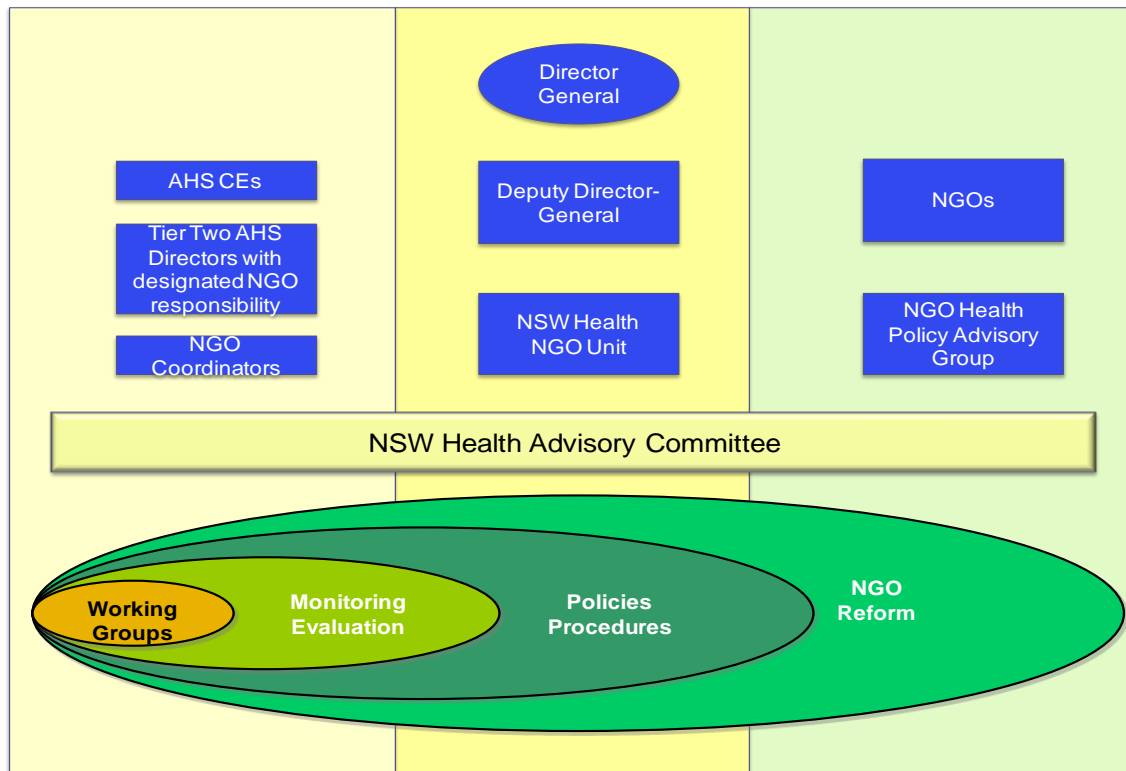 Director
General
AHS CEs
Tier Two AHS
Directors with
designated NGO
responsibility
NGO
Coordinators
Deputy Director-
General
NSW Health
NGO Unit
NGOs
NGO Health
Policy Advisory
Group
NSW Health Advisory Committee
Working
Groups
Monitoring
Evaluation
Policies
Procedures
NGO
Reform